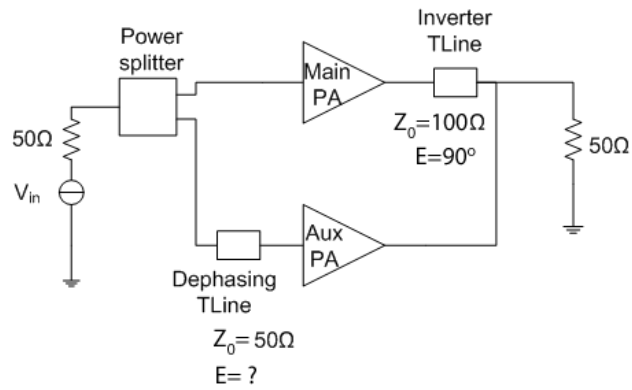 Power
splitter
50Ω
Vin
Main
PA
Inverter
TLine
Z0=100Ω
E=90°
50Ω
Aux
PA
Dephasing
TLine
Z0= 50Ω
E= ?